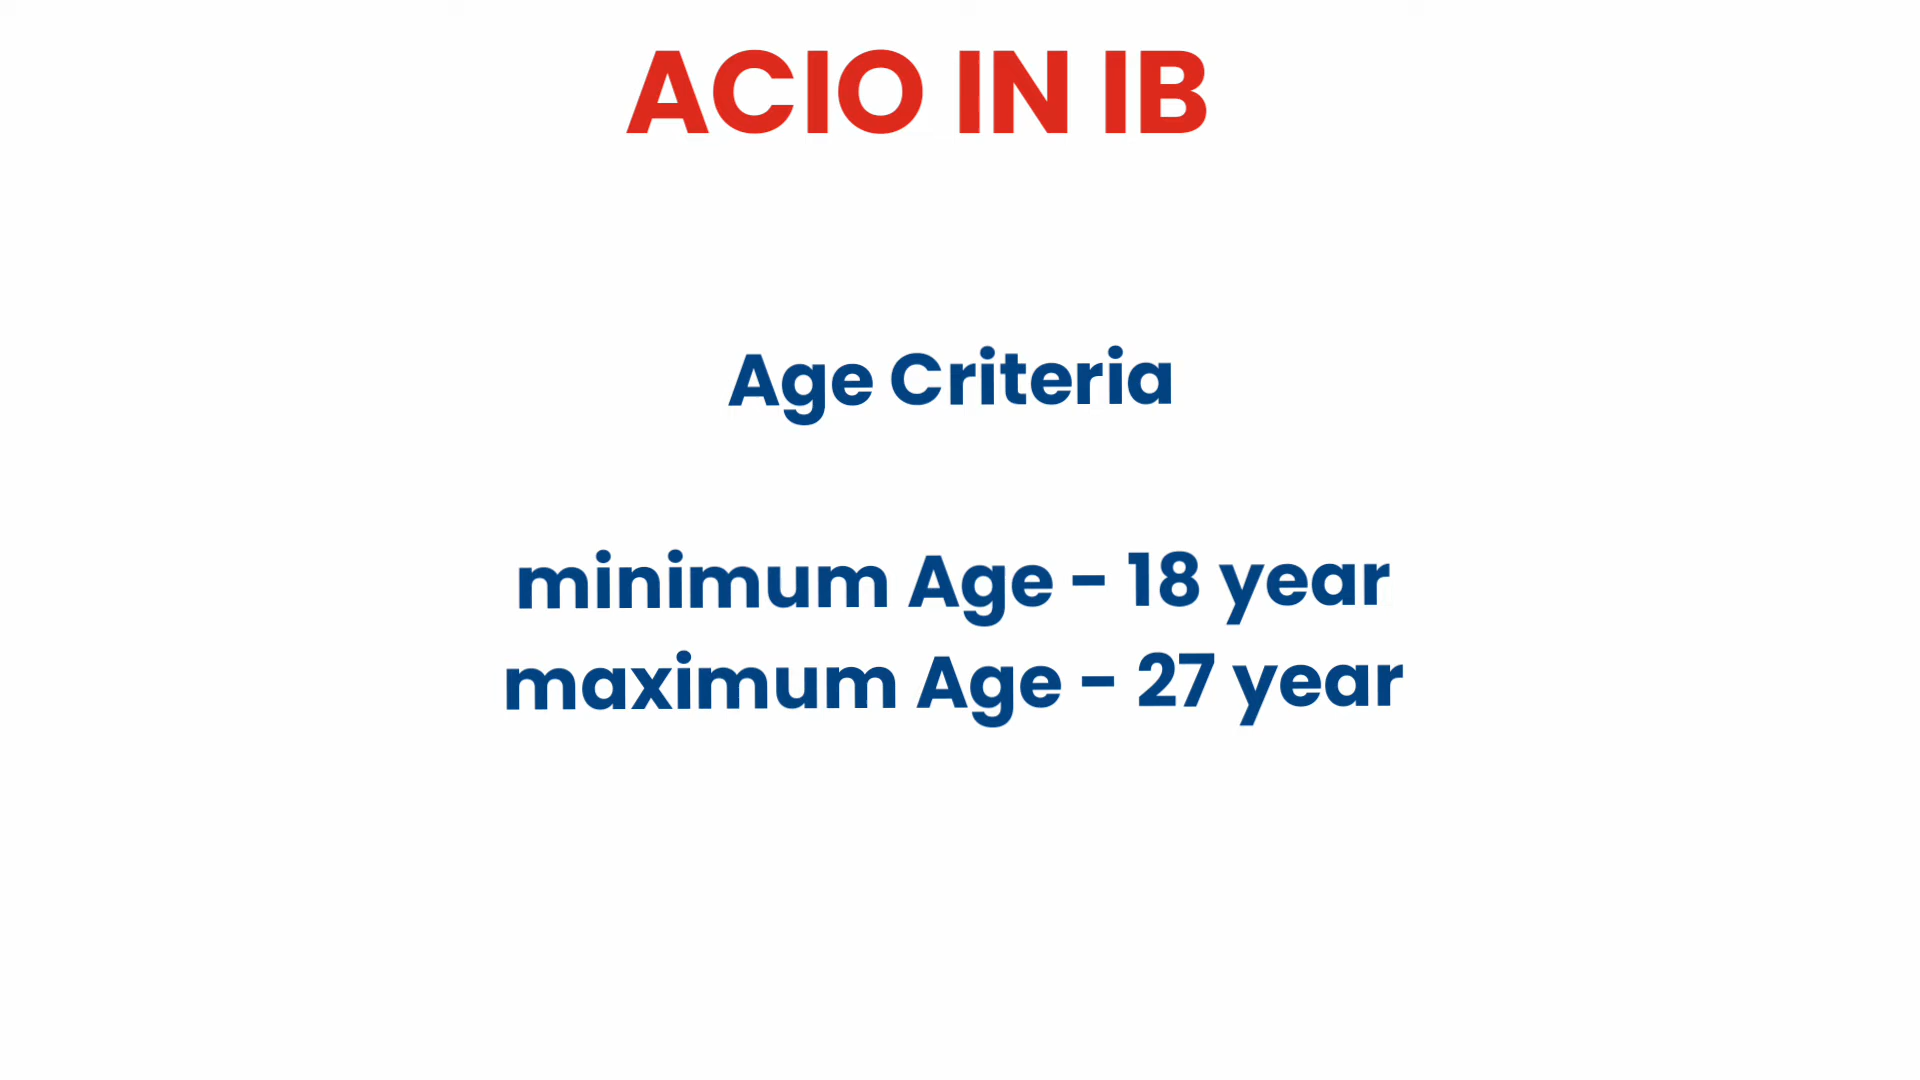 ACIO IN IB
Age Criteria
minimum Age - 18 year
maximum Age - 27 year